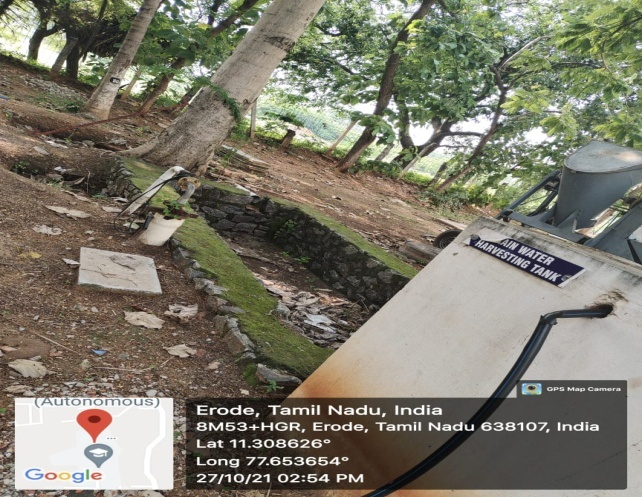 AIN WATER
HARVESTING TANK
GPS Map Camera
(Autonomous)
Google
Erode, Tamil Nadu, India
8M53+HGR, Erode, Tamil Nadu 638107, India
Lat 11.308626°
Long 77.653654°
27/10/21 02:54 PM